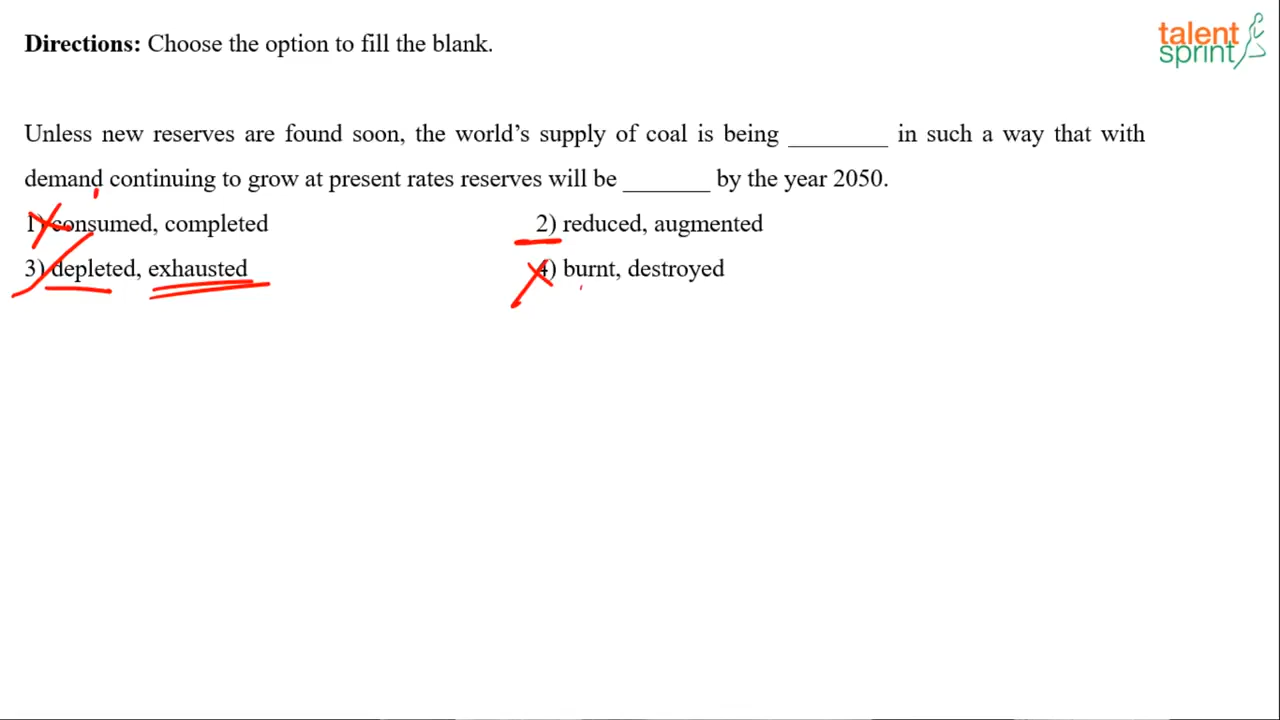 Directions: Choose the option to fill the blank.
talent
sprint
Unless new reserves are found soon, the world's supply of coal is being ________ in such a way that with
demand continuing to grow at present rates reserves will be _______ by the year 2050.
1) consumed, completed 2) reduced, augmented
3) depleted, exhausted 4) burnt, destroyed